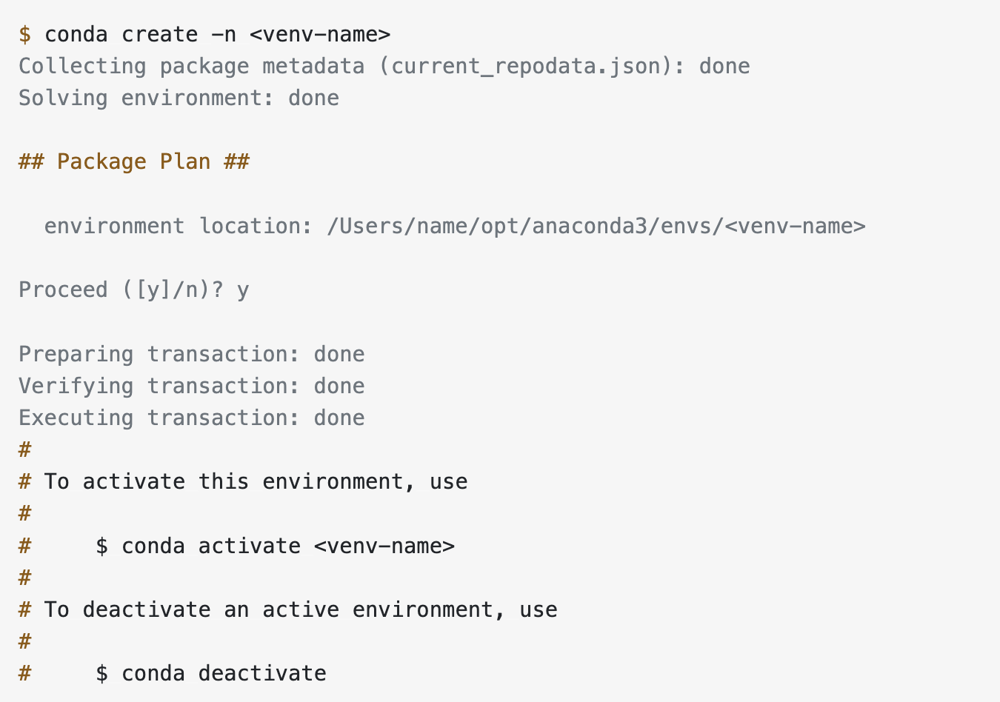 $ conda create -n <venv-name>
Collecting package metadata (current_repodata.json): done
Solving environment: done
## Package Plan ##
environment location: /Users/name/opt/anaconda3/envs/<venv-name>
Proceed ([y]/n)? y
Preparing transaction: done
Verifying transaction: done
Executing transaction: done
#
# To activate this environment, use
#
#     $ conda activate <venv-name>
#
# To deactivate an active environment, use
#
#     $ conda deactivate